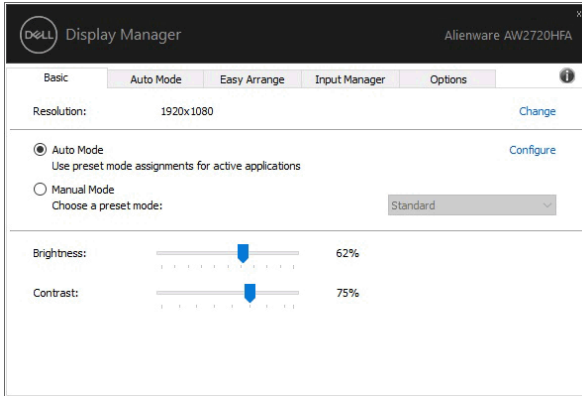 DELL Display Manager Alienware AW2720HFA
Basic Auto Mode Easy Arrange Input Manager Options
Resolution: 1920x1080 Change
Auto Mode Configure
Use preset mode assignments for active applications
Manual Mode
Choose a preset mode: Standard
Brightness: 62%
Contrast: 75%